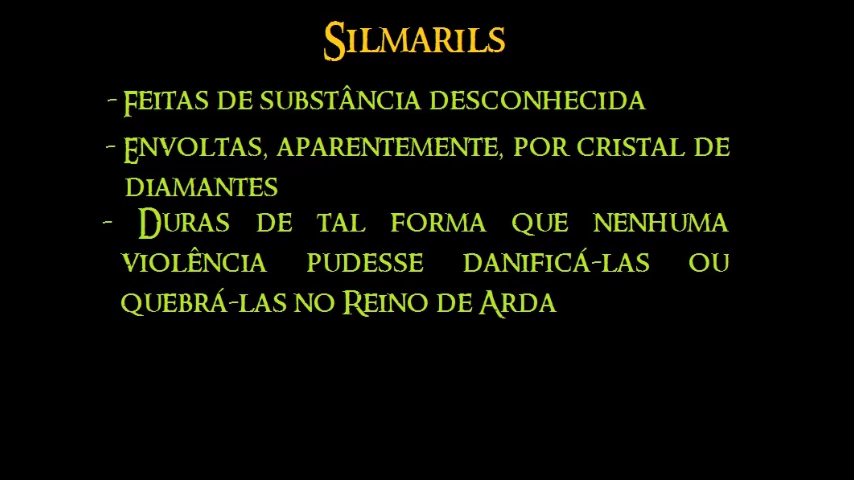 Silmarils
- Feitas de substância desconhecida
- Envoltas, aparentemente, por cristal de
diamantes
- Duras de tal forma que nenhuma
violência pudesse danificá-las ou
quebrá-las no Reino de Arda